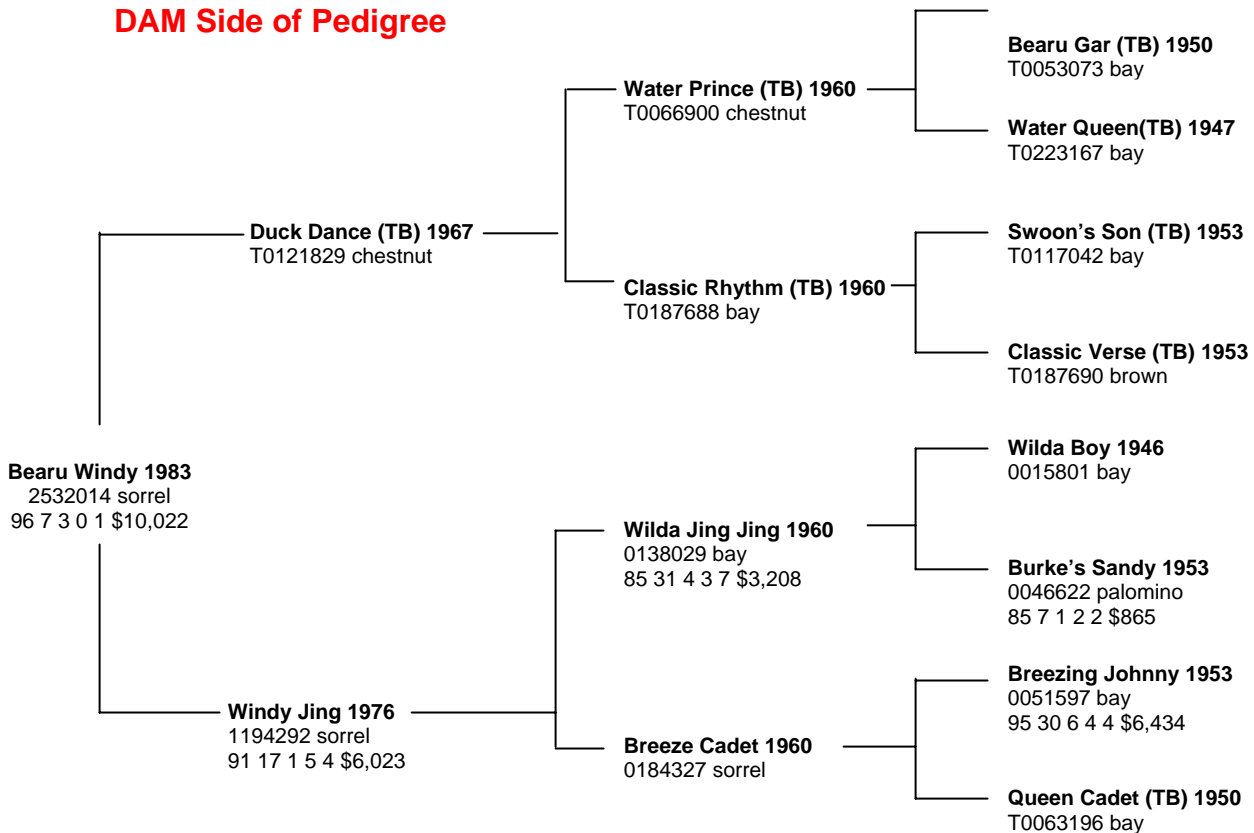 DAM Side of Pedigree
Bearu Gar (TB) 1950
T0053073 bay
Water Prince (TB) 1960
T0066900 chestnut
Water Queen(TB) 1947
T0223167 bay
Duck Dance (TB) 1967
T0121829 chestnut
Swoon's Son (TB) 1953
T0117042 bay
Classic Rhythm (TB) 1960
T0187688 bay
Classic Verse (TB) 1953
T0187690 brown
Bearu Windy 1983
2532014 sorrel
96 7 3 0 1 $10,022
Wilda Boy 1946
0015801 bay
Wilda Jing Jing 1960
0138029 bay
85 31 4 3 7 $3,208
Burke's Sandy 1953
0046622 palomino
85 7 1 2 2 $865
Windy Jing 1976
1194292 sorrel
91 17 1 5 4 $6,023
Breezing Johnny 1953
0051597 bay
95 30 6 4 4 $6,434
Breeze Cadet 1960
0184327 sorrel
Queen Cadet (TB) 1950
T0063196 bay